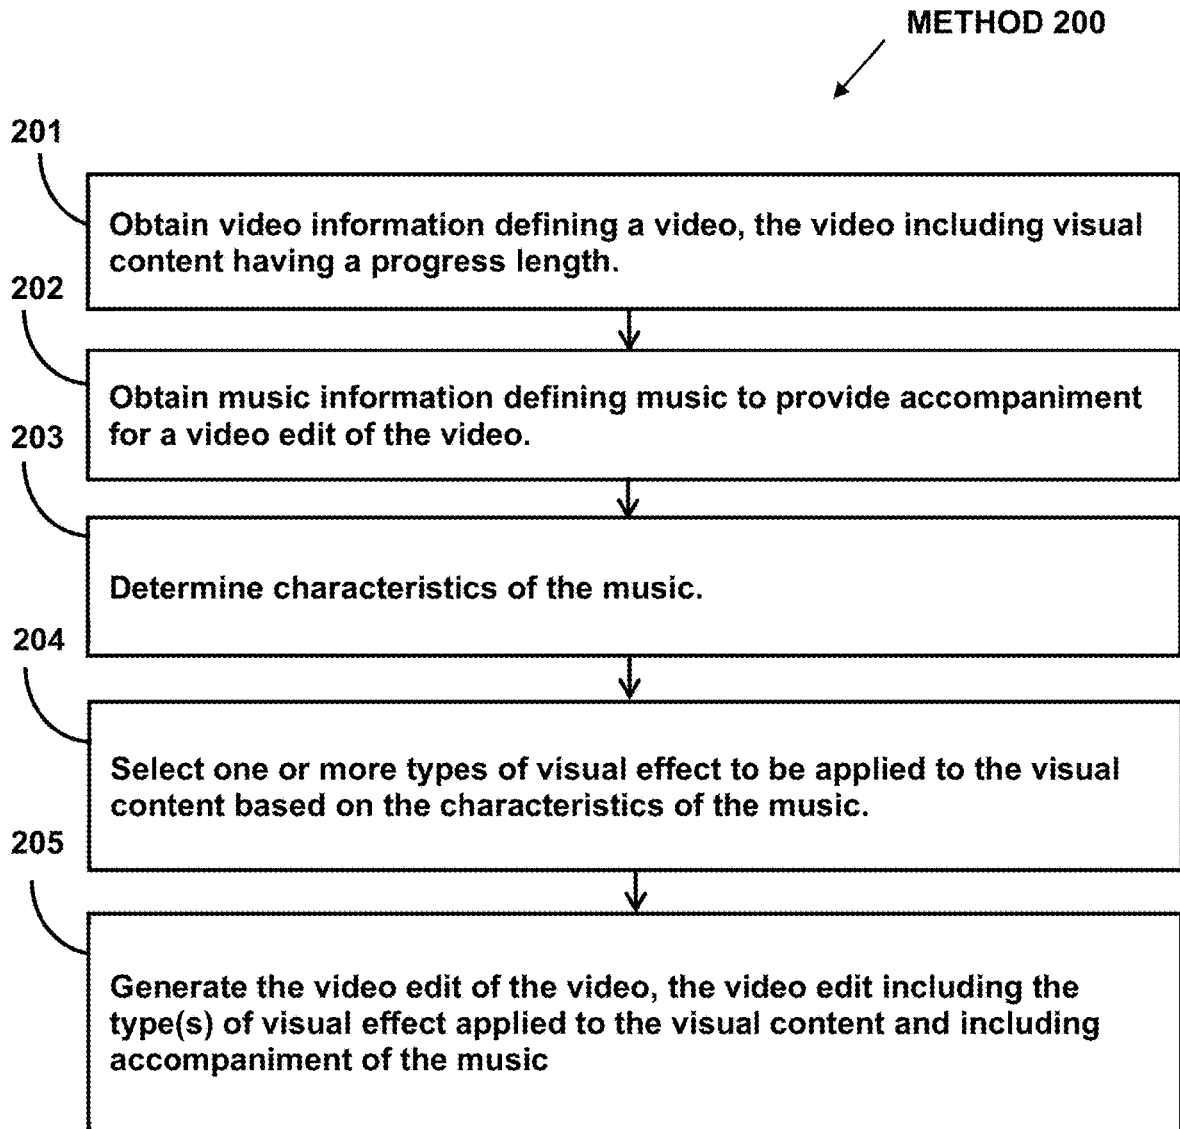 METHOD 200
201
Obtain video information defining a video, the video including visual
content having a progress length.
202
Obtain music information defining music to provide accompaniment
for a video edit of the video.
203
Determine characteristics of the music.
204
Select one or more types of visual effect to be applied to the visual
content based on the characteristics of the music.
205
Generate the video edit of the video, the video edit including the
type(s) of visual effect applied to the visual content and including
accompaniment of the music